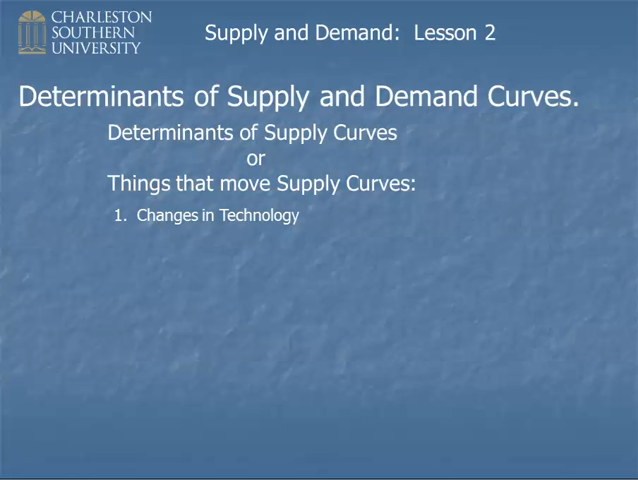 CHARLESTON
SOUTHERN
UNIVERSITY
Supply and Demand: Lesson 2
Determinants of Supply and Demand Curves.
Determinants of Supply Curves
or
Things that move Supply Curves:
1. Changes in Technology